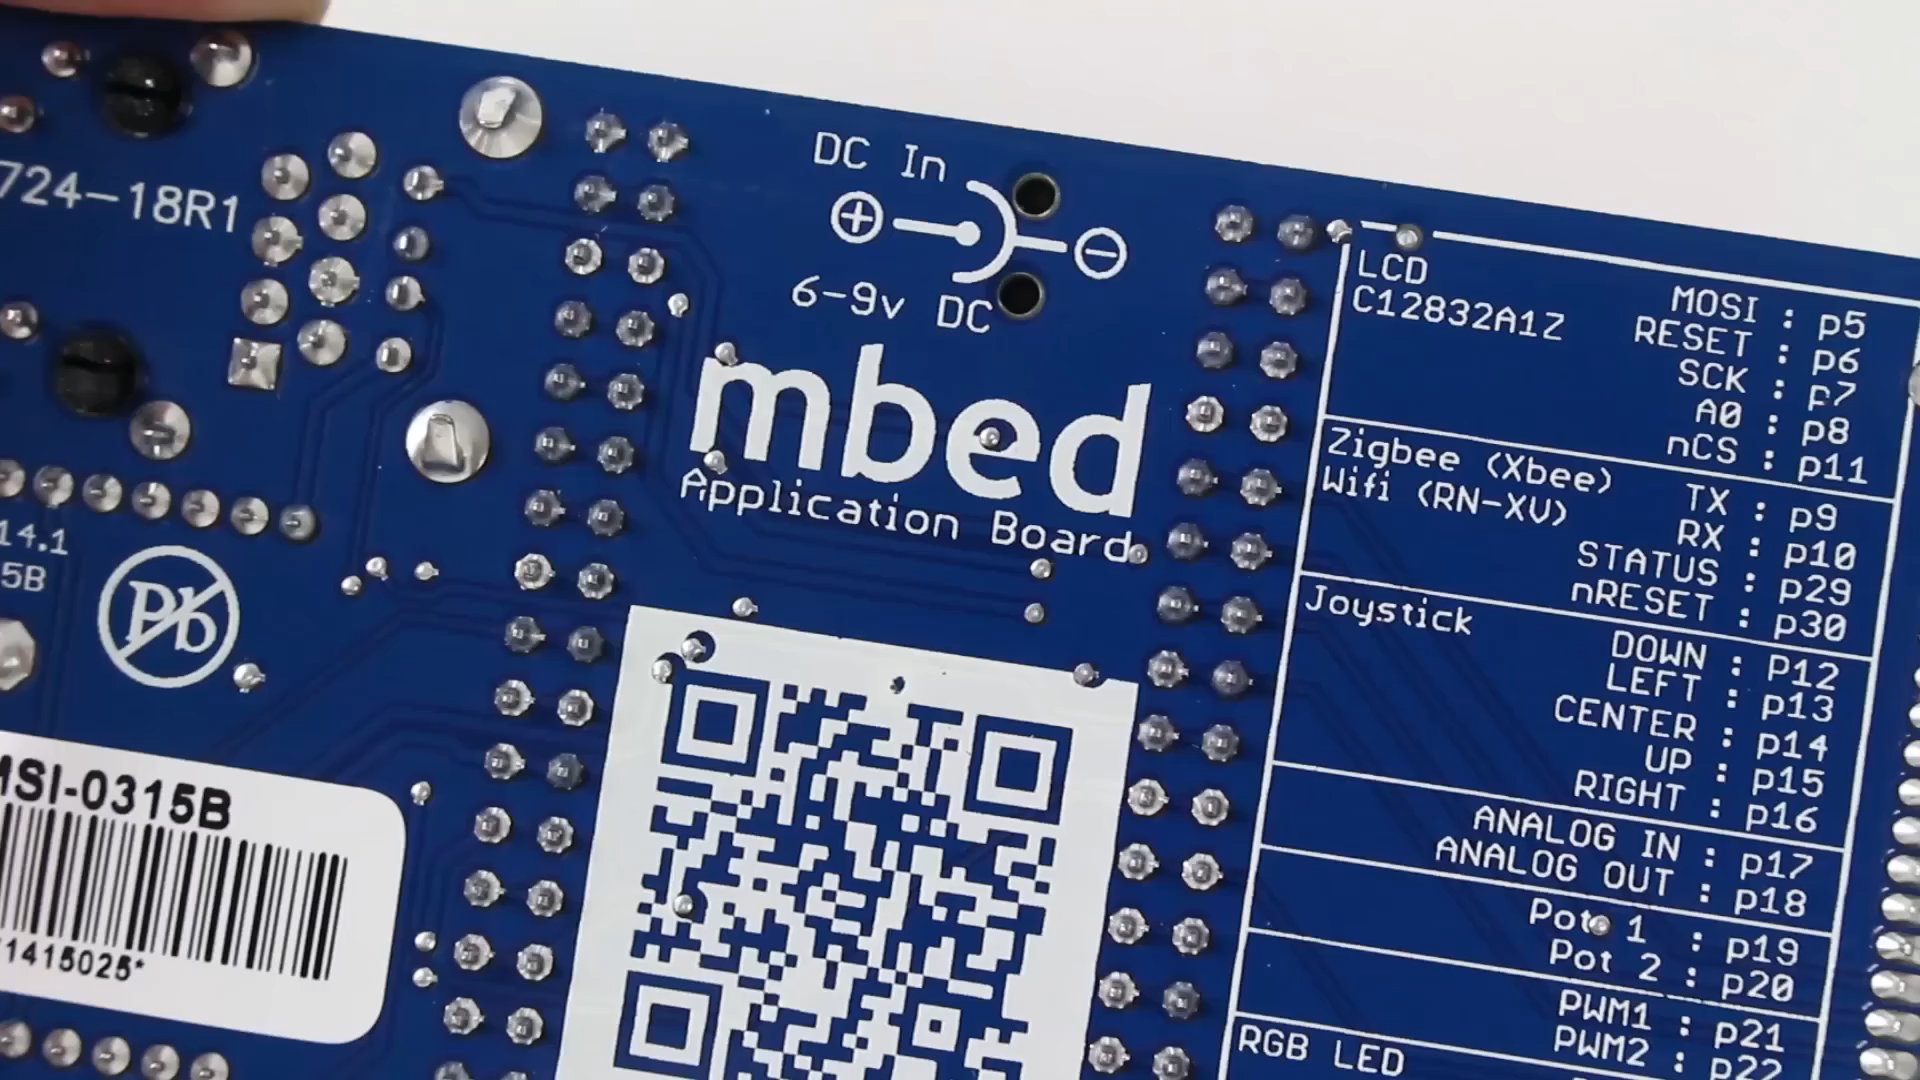 724-18R1
DC In
6-9v DC
mbed
Application Board
14.1
5B
Pb
MSI-0315B
1415025*
LCD
C12832A1Z
MOSI : p5
RESET : p6
SCK : p7
A0 : p8
nCS : p11
Zigbee (Xbee)
Wifi (RN-XV)
TX : p9
RX : p10
STATUS : p29
nRESET : p30
Joystick
DOWN : P12
LEFT : p13
CENTER : p14
UP : p15
RIGHT : p16
ANALOG IN : p17
ANALOG OUT : p18
Pot 1 : p19
Pot 2 : p20
PWM1 : p21
PWM2 : p22
RGB LED